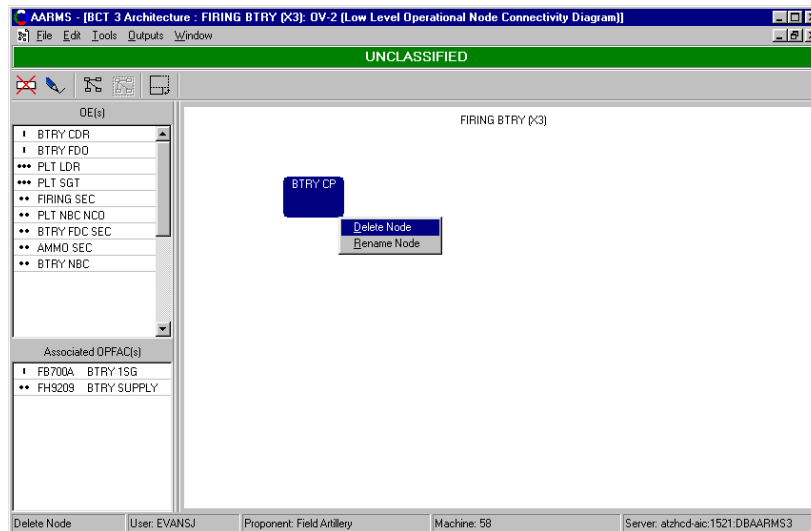 AARMS - [BCT 3 Architecture : FIRING BTRY (X3): OV-2 (Low Level Operational Node Connectivity Diagram)]
File Edit Tools Outputs Window
UNCLASSIFIED
OE(s)
BTRY CDR
BTRY FDO
PLT LDR
PLT SGT
FIRING SEC
PLT NBC NCO
BTRY FDC SEC
AMMO SEC
BTRY NBC
Associated OPFAC(s)
FB700A BTRY 1SG
FH9209 BTRY SUPPLY
FIRING BTRY (X3)
BTRY CP
Delete Node
Rename Node
Delete Node User: EVANSJ Proponent: Field Artillery Machine: 58 Server: atzhcd-aic:1521:DBAARMS3